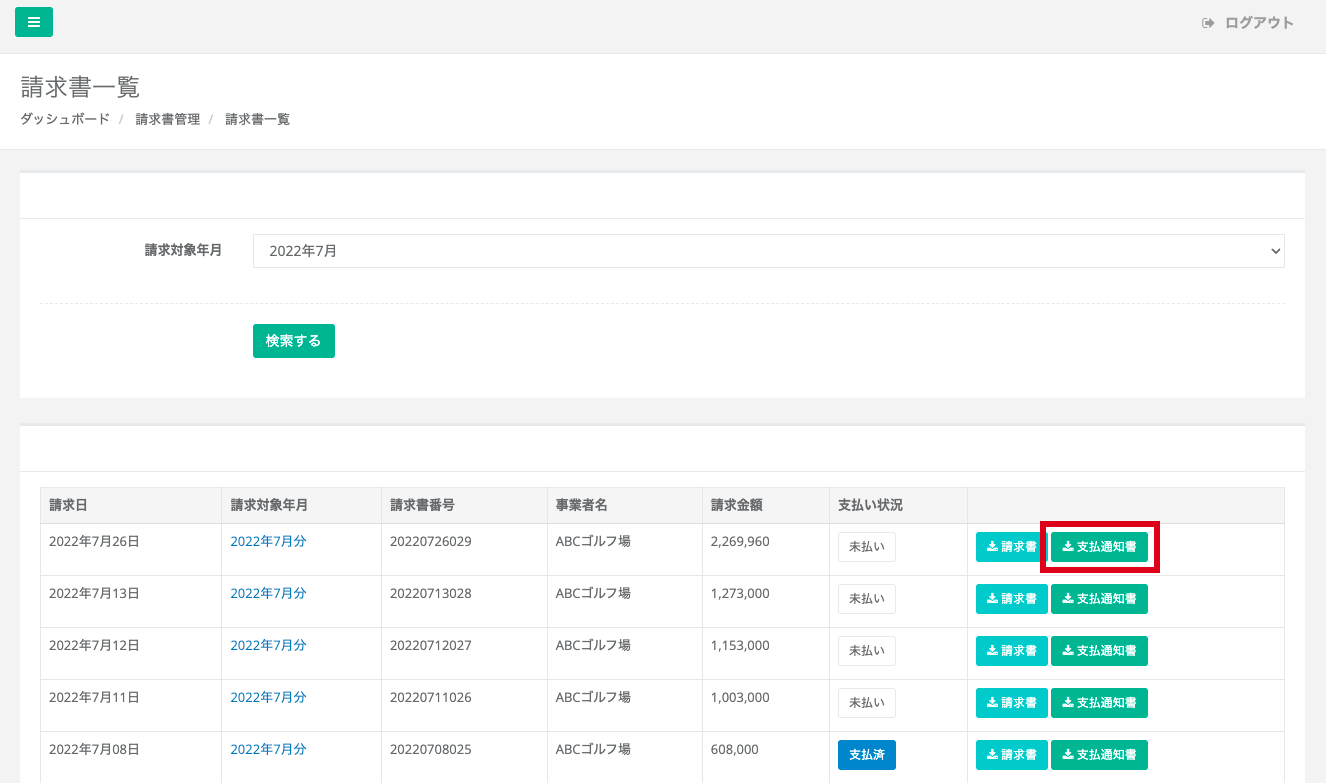 ログアウト
請求書一覧
ダッシュボード / 請求書管理 / 請求書一覧
請求対象年月 2022年7月
検索する
請求日 請求対象年月 請求書番号 事業者名 請求金額 支払い状況
2022年7月26日 2022年7月分 20220726029 ABCゴルフ場 2,269,960 未払い 請求書 支払通知書
2022年7月13日 2022年7月分 20220713028 ABCゴルフ場 1,273,000 未払い 請求書 支払通知書
2022年7月12日 2022年7月分 20220712027 ABCゴルフ場 1,153,000 未払い 請求書 支払通知書
2022年7月11日 2022年7月分 20220711026 ABCゴルフ場 1,003,000 未払い 請求書 支払通知書
2022年7月08日 2022年7月分 20220708025 ABCゴルフ場 608,000 支払済 請求書 支払通知書